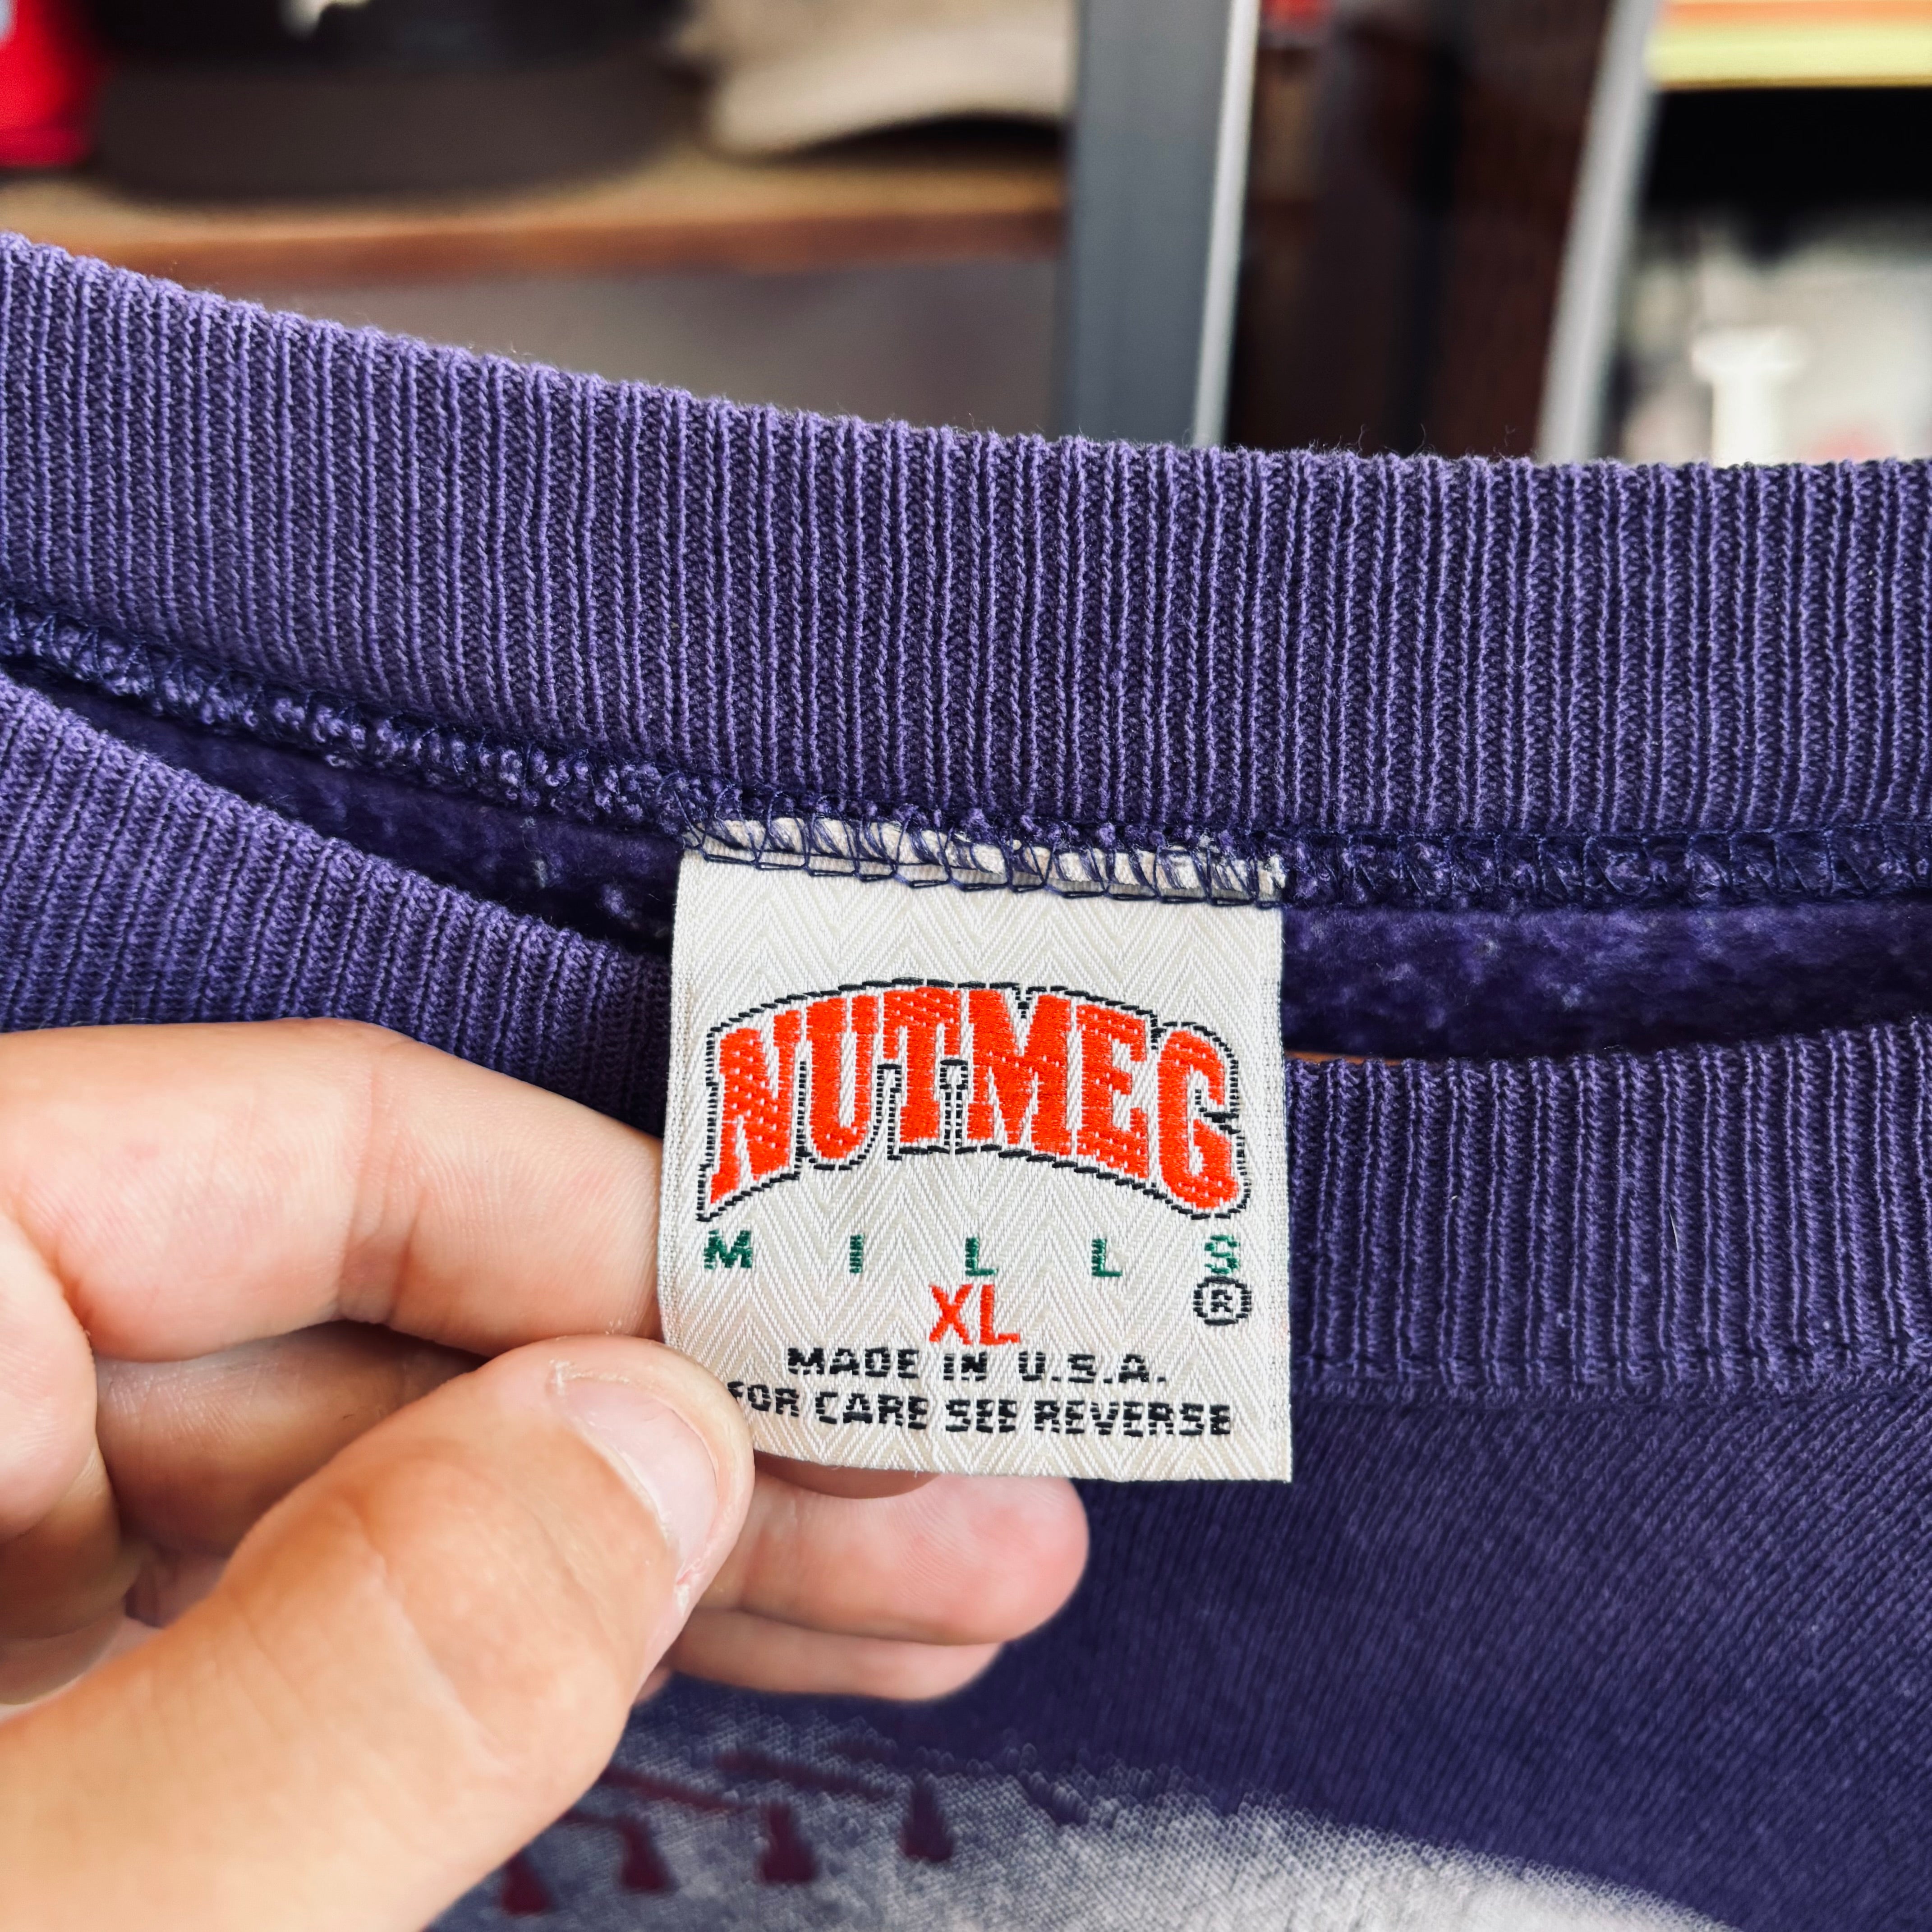 NUTMEG
MILLS
®
XL
MADE IN U.S.A.
FOR CARE SEE REVERSE